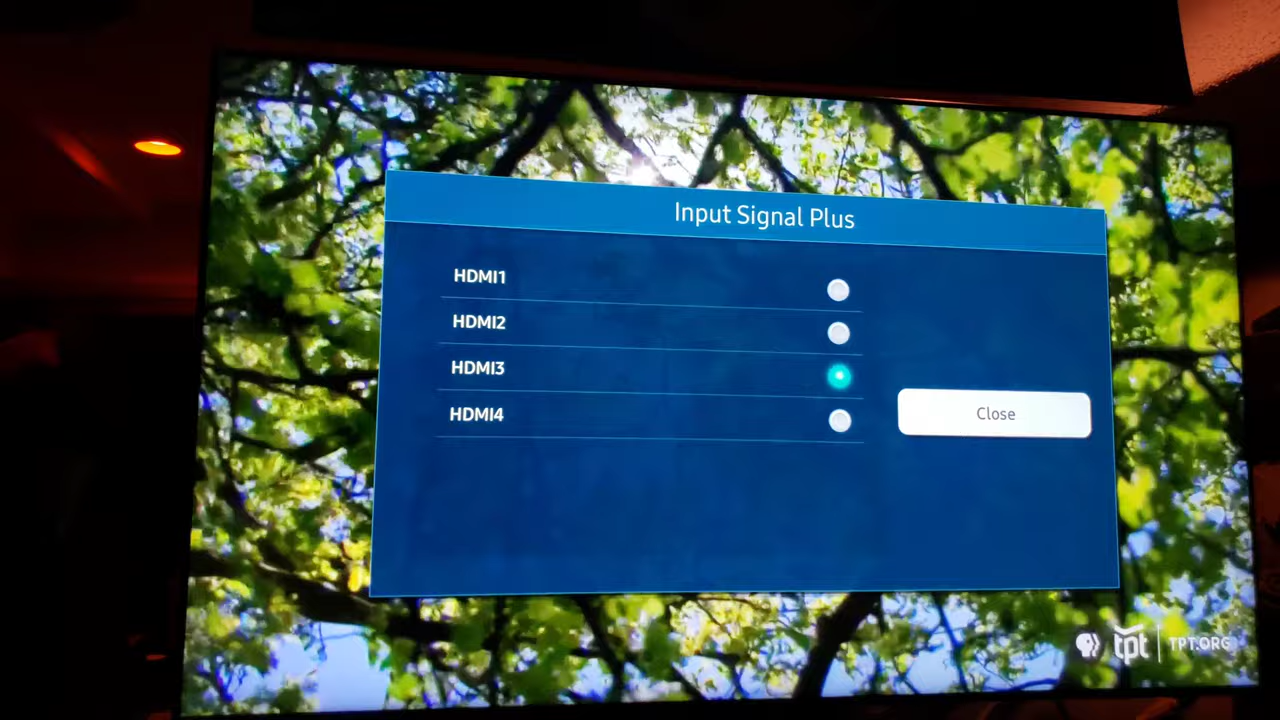 Input Signal Plus
HDMI1
HDMI2
HDMI3
HDMI4
Close
tpt | TPT.ORG